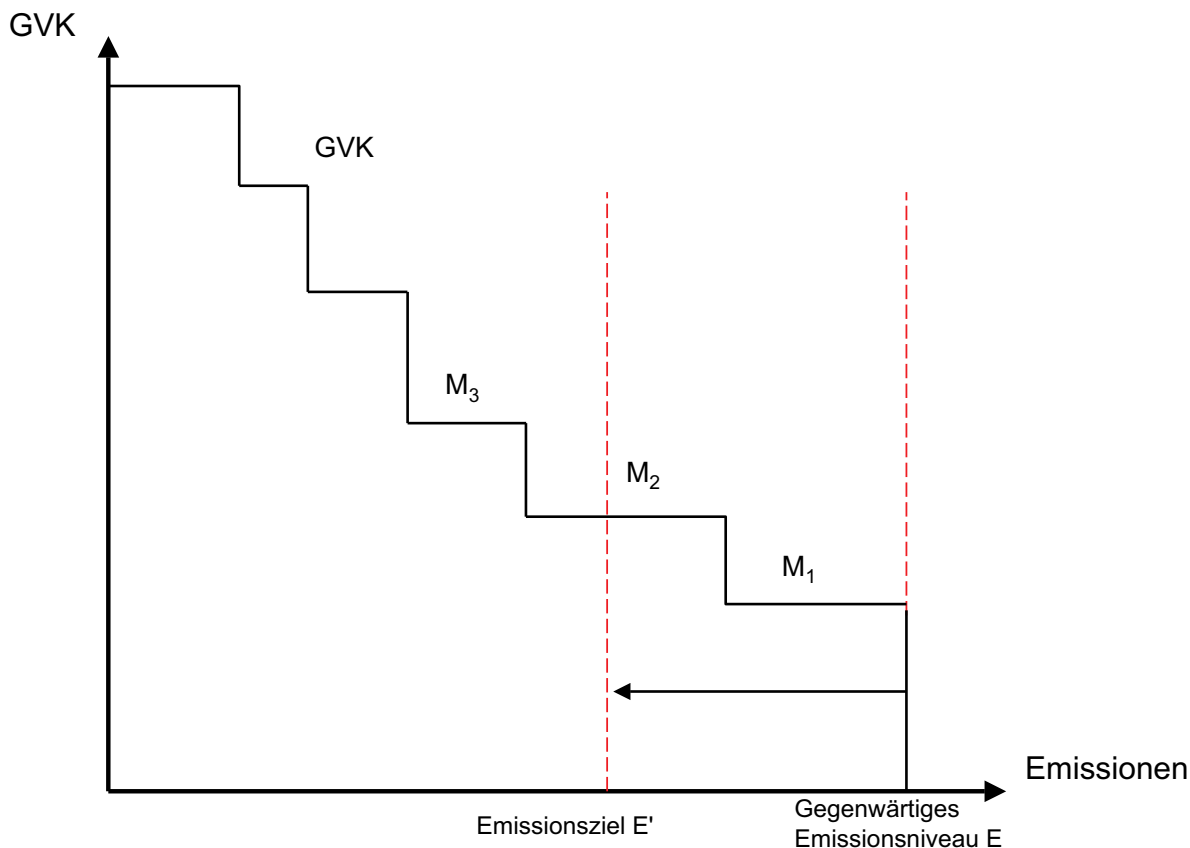 GVK
GVK
M₃
M₂
M₁
Emissionen
Emissionsziel E'
Gegenwärtiges
Emissionsniveau E